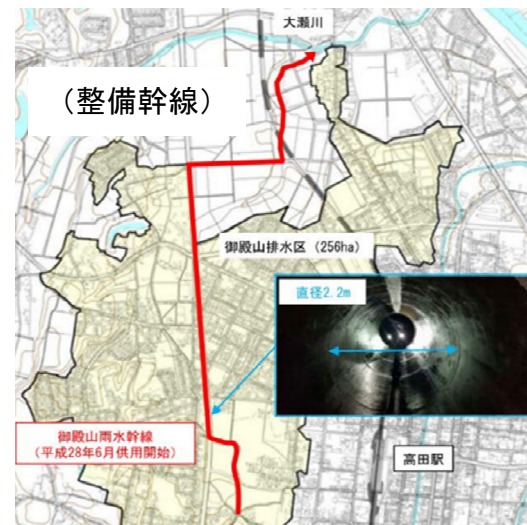 大瀬川
（整備幹線）
御殿山排水区（256ha）
直径2.2m
御殿山雨水幹線
（平成28年6月供用開始）
高田駅